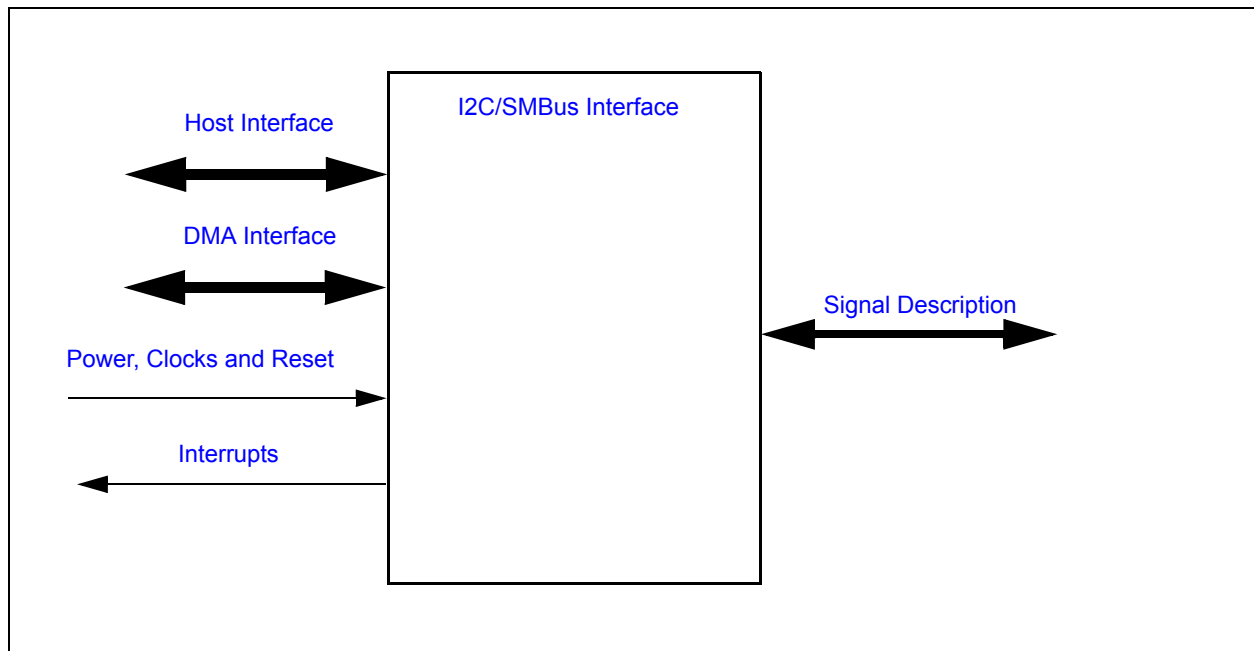 I2C/SMBus Interface
Host Interface
DMA Interface
Signal Description
Power, Clocks and Reset
Interrupts